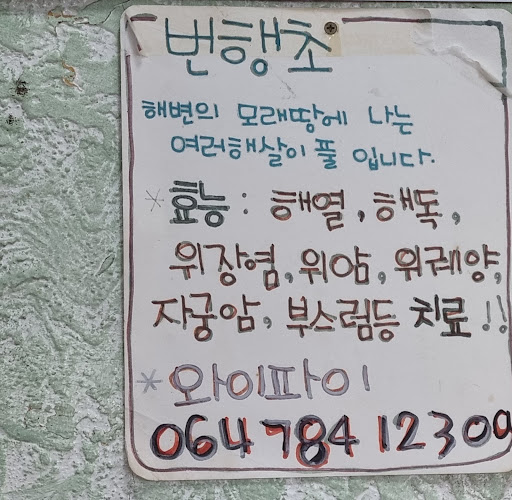 번행초
해변의 모래땅에 나는
여러해살이 풀 입니다.
* 효능 : 해열, 해독,
위장염, 위암, 위궤양,
자궁암, 부스럼등 치료 !!
* 와이파이
064 784 12309